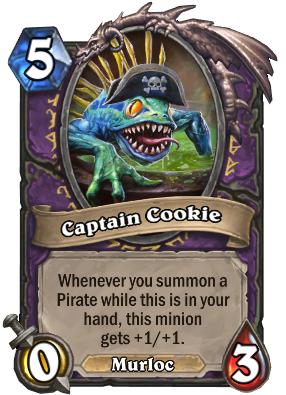 5
Captain Cookie
Whenever you summon a
Pirate while this is in your
hand, this minion
gets +1/+1.
0
Murloc
3